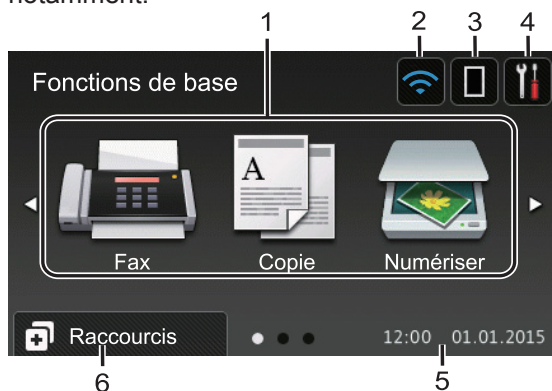 notamment:
1 2 3 4
Fonctions de base
A
Fax Copie Numériser
Raccourcis 12:00 01.01.2015
6 5